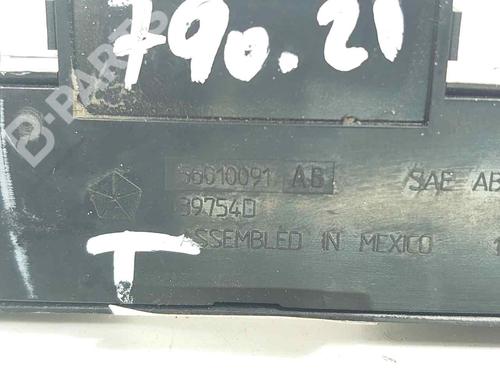 790.21
B-PARTS
56010091 AB
39754D
ASSEMBLED IN MEXICO
SAE AB
T